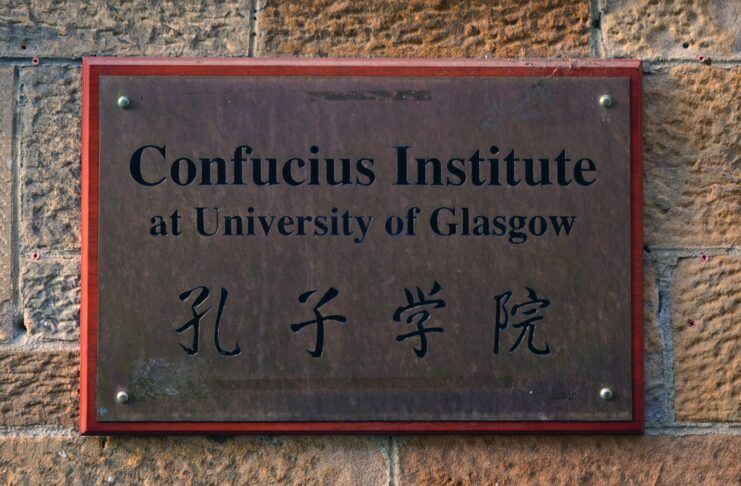 Confucius Institute
at University of Glasgow
孔子学院